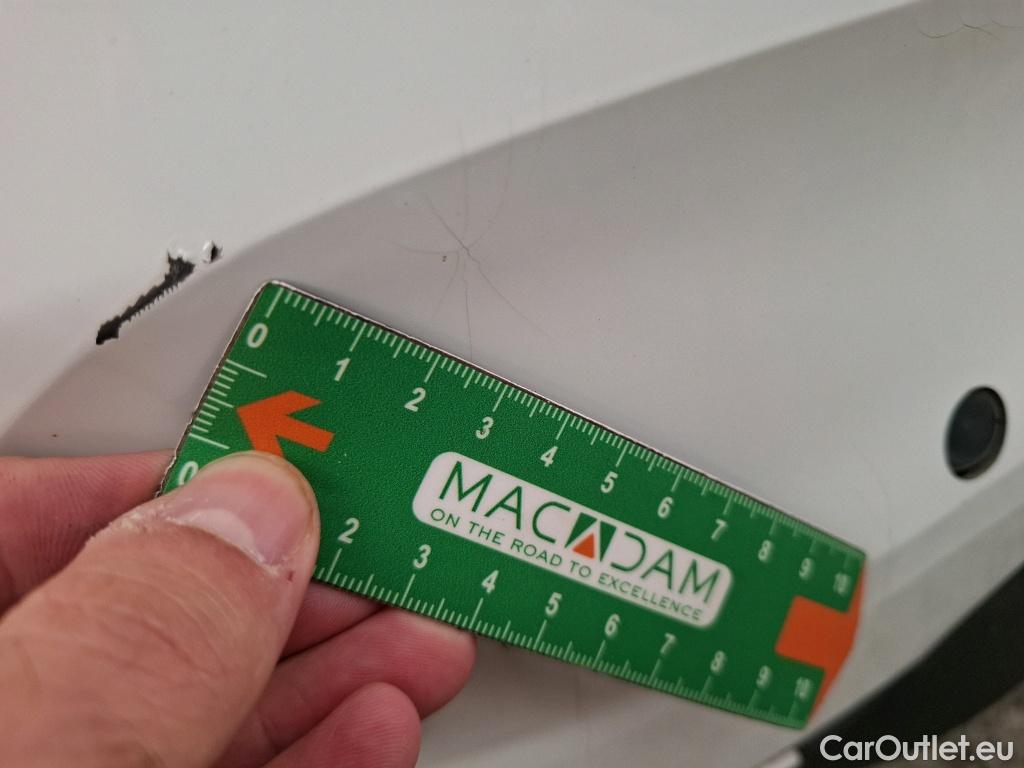 0 1 2 3 4 5 6 7 8 9 10
MACADAM
ON THE ROAD TO EXCELLENCE
0 2 3 4 5 6 7 8 9 10
CarOutlet.eu